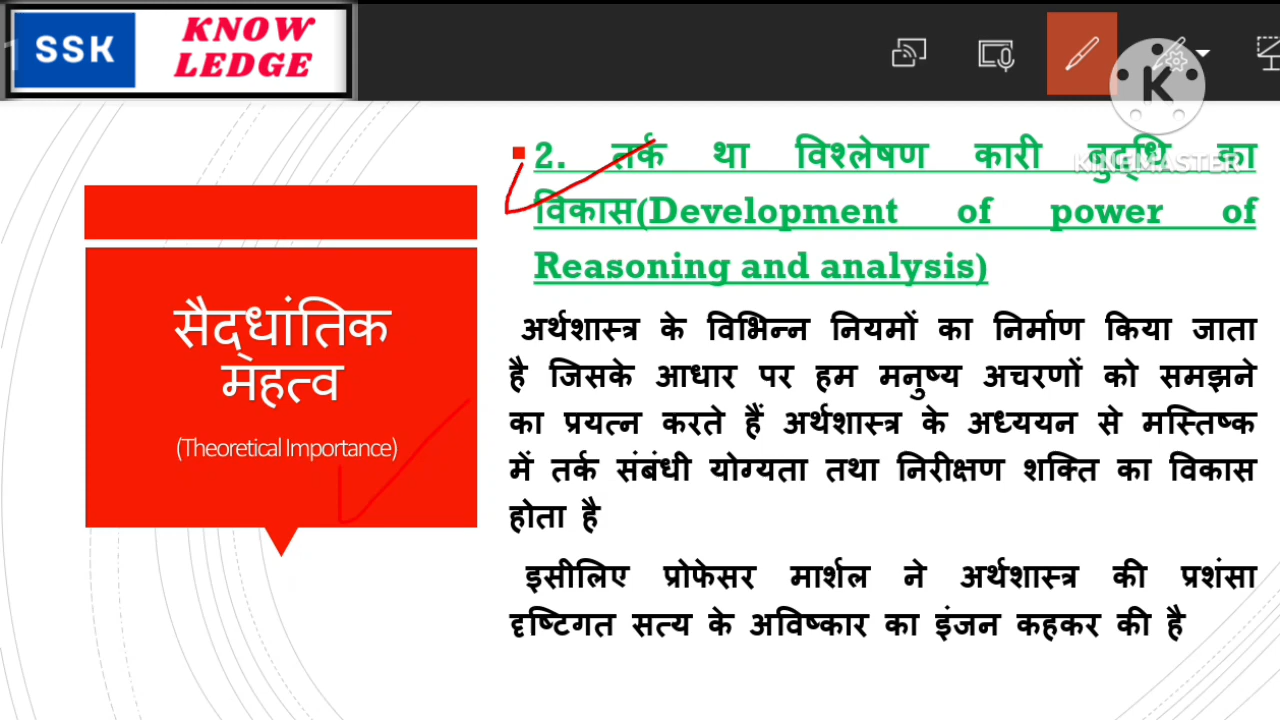 SSK
KNOW
LEDGE
K
KINEMASTER
2. तर्क था विश्लेषण कारी बुद्धि का
विकास(Development of power of
Reasoning and analysis)
सैद्धांतिक
महत्व
(Theoretical Importance)
अर्थशास्त्र के विभिन्न नियमों का निर्माण किया जाता
है जिसके आधार पर हम मनुष्य अचरणों को समझने
का प्रयत्न करते हैं अर्थशास्त्र के अध्ययन से मस्तिष्क
में तर्क संबंधी योग्यता तथा निरीक्षण शक्ति का विकास
होता है
इसीलिए प्रोफेसर मार्शल ने अर्थशास्त्र की प्रशंसा
दृष्टिगत सत्य के अविष्कार का इंजन कहकर की है